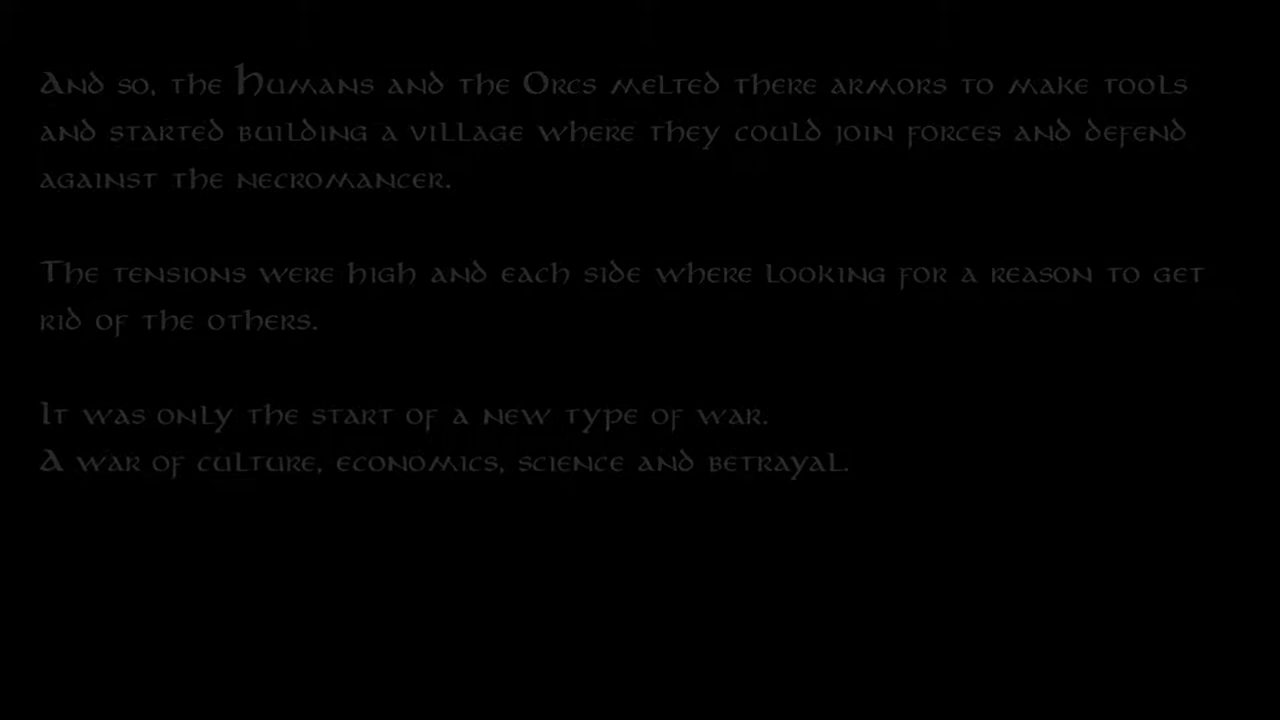 And so, the Humans and the Orcs melted there armors to make tools
and started building a village where they could join forces and defend
against the necromancer.
The tensions were high and each side where looking for a reason to get
rid of the others.
It was only the start of a new type of war.
A war of culture, economics, science and betrayal.